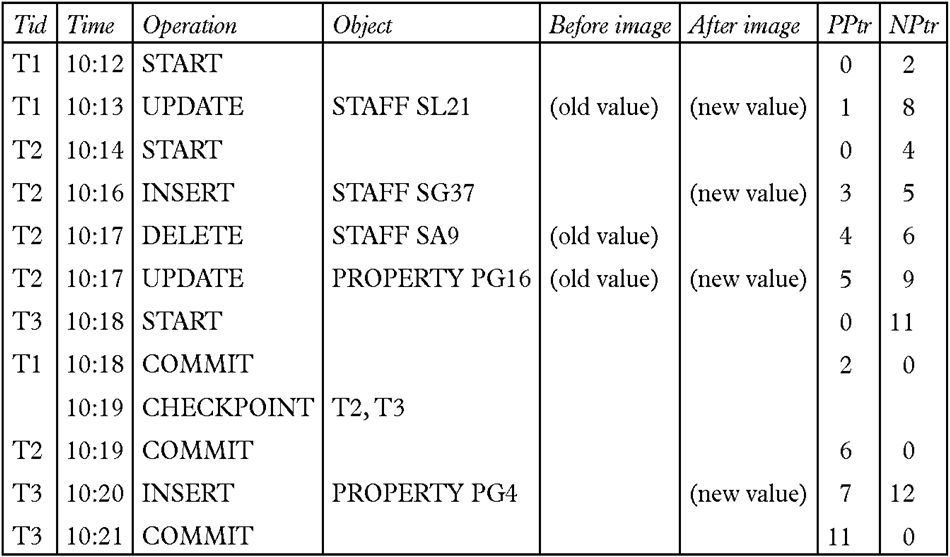 Tid Time Operation Object Before image After image PPtr NPtr
T1 10:12 START 0 2
T1 10:13 UPDATE STAFF SL21 (old value) (new value) 1 8
T2 10:14 START 0 4
T2 10:16 INSERT STAFF SG37 (new value) 3 5
T2 10:17 DELETE STAFF SA9 (old value) 4 6
T2 10:17 UPDATE PROPERTY PG16 (old value) (new value) 5 9
T3 10:18 START 0 11
T1 10:18 COMMIT 2 0
10:19 CHECKPOINT T2, T3
T2 10:19 COMMIT 6 0
T3 10:20 INSERT PROPERTY PG4 (new value) 7 12
T3 10:21 COMMIT 11 0